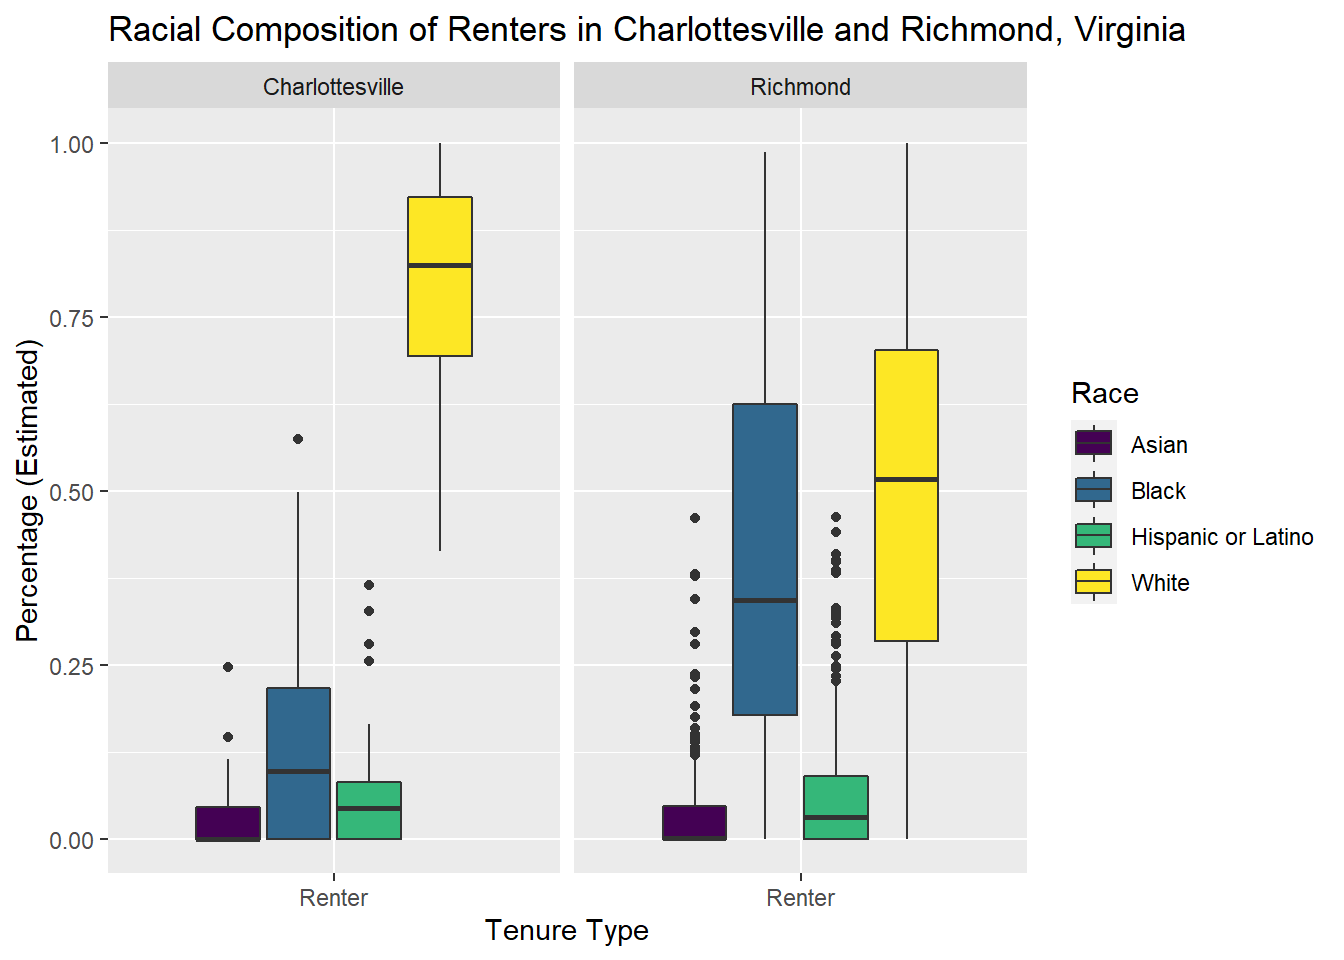 Racial Composition of Renters in Charlottesville and Richmond, Virginia
Charlottesville
Richmond
1.00
0.75
0.50
0.25
0.00
Percentage (Estimated)
Renter
Renter
Tenure Type
Race
Asian
Black
Hispanic or Latino
White